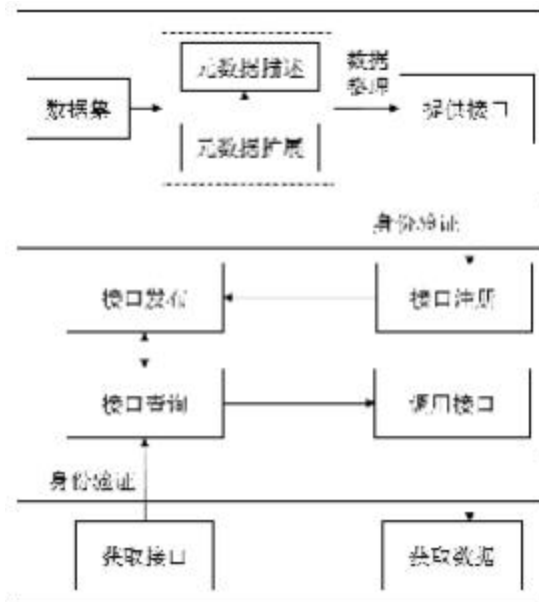 元数据描述
数据
整理
数据集
提供接口
元数据扩展
身份验证
接口发布
接口注册
接口查询
调用接口
身份验证
获取接口
获取数据